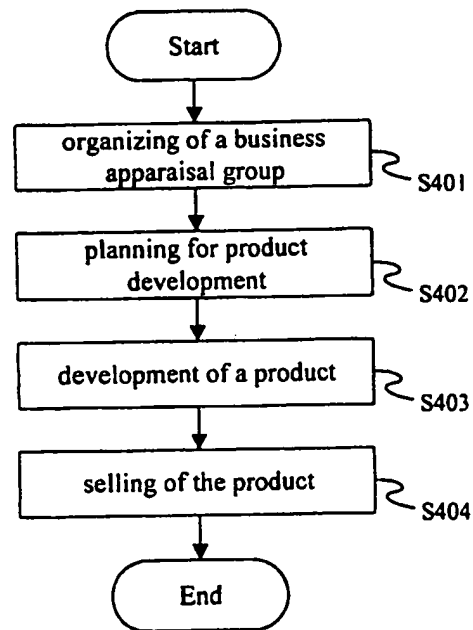 Start
organizing of a business
apparaisal group
S401
planning for product
development
S402
development of a product
S403
selling of the product
S404
End